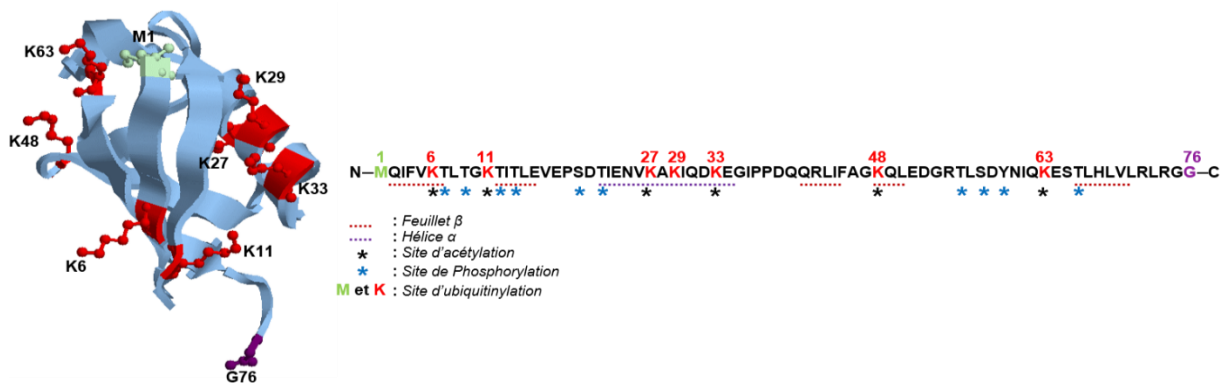 M1
K63
K29
K48
K27
K33
K6
K11
G76
1 6 11 27 29 33 48 63 76
N—MQIFVKTLTGKTITLEVEPSDTIENVKAKIQDKEGIPPDQQRLIFAGKQLEDGRTLSDYNIQKESTLHLVLRLRGG—C
* * * * * * * * * * * * * * *
: Feuillet β
: Hélice α
* : Site d'acétylation
* : Site de Phosphorylation
M et K : Site d'ubiquitinylation